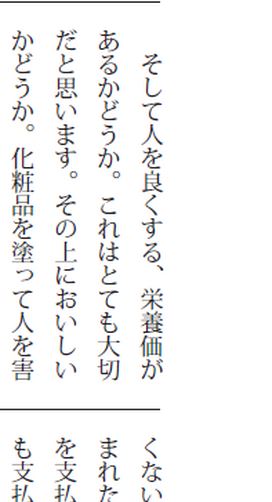 そして人を良くする、栄養価が
あるかどうか。これはとても大切
だと思います。その上においしい
かどうか。化粧品を塗って人を害
くない
まれた
を支払
も支払